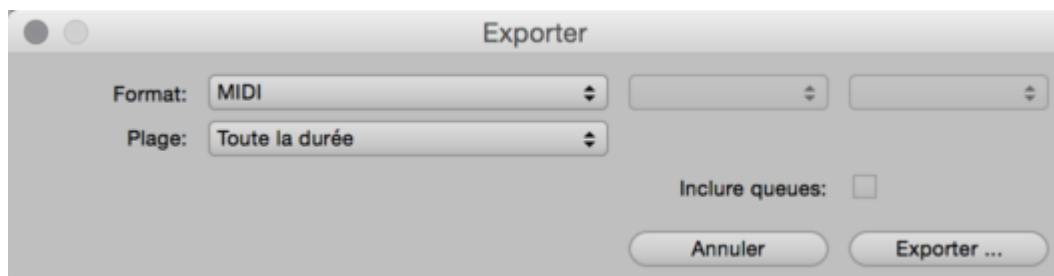 Exporter
Format: MIDI
Plage: Toute la durée
Inclure queues:
Annuler Exporter ...